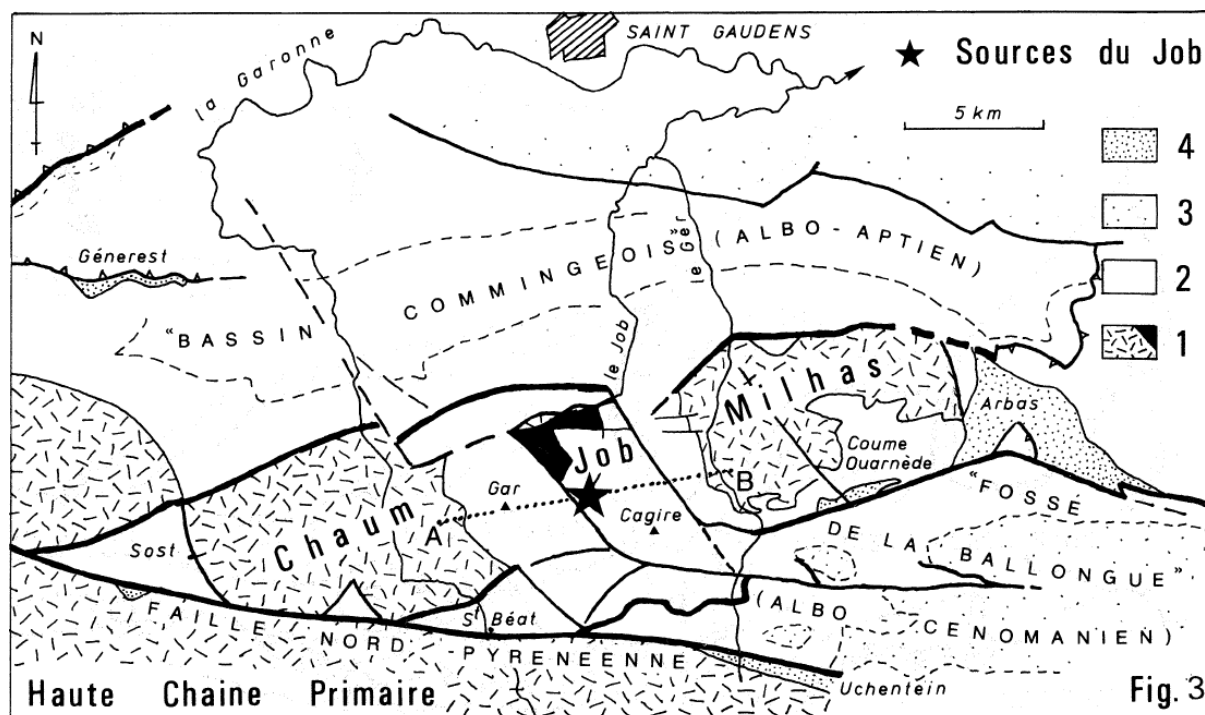 N
la Garonne
SAINT GAUDENS
★ Sources du Job
5 km
4
3
2
1
Génerest
"BASSIN COMMINGEOIS" (ALBO-APTIEN)
le Job
le Ger
Milhas
Arbas
Coume
Ouarnède
Job
Gar
Cagire
A
B
Chaum
Sost
St Béat
"FOSSÉ
DE LA BALLONGUE"
(ALBO
CENOMANIEN)
FAILLE NORD-PYRENEENNE
Uchentein
Haute Chaine Primaire
Fig. 3